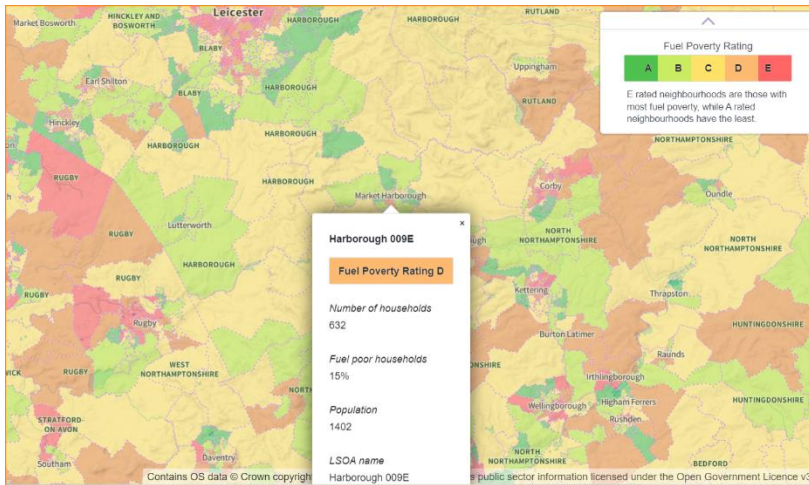 Market Bosworth
HINCKLEY AND
BOSWORTH
Leicester
HARBOROUGH
RUTLAND
BLABY
Earl Shilton
HARBOROUGH
Uppingham
BLABY
RUTLAND
Hinckley
HARBOROUGH
NORTHAMPTONSHIRE
RUGBY
HARBOROUGH
Market Harborough
Corby
Oundle
Lutterworth
RUGBY
HARBOROUGH
NORTH
NORTHAMPTONSHIRE
NORTH
NORTHAMPTONSHIRE
RUGBY
RUGBY
Kettering
Thrapston
Rugby
HUNTINGDONSHIRE
Burton Latimer
WEST
NORTHAMPTONSHIRE
RUGBY
Raunds
Irthlingborough
Wellingborough
Higham Ferrers
HUNTINGDONSHIRE
Rushden
STRATFORD-
ON-AVON
Southam
Daventry
NORTH
NORTHAMPTONSHIRE
BEDFORD
Fuel Poverty Rating
A B C D E
E rated neighbourhoods are those with
most fuel poverty, while A rated
neighbourhoods have the least.
×
Harborough 009E
Fuel Poverty Rating D
Number of households
632
Fuel poor households
15%
Population
1402
LSOA name
Harborough 009E
Contains OS data © Crown copyrigh
public sector information licensed under the Open Government Licence v3